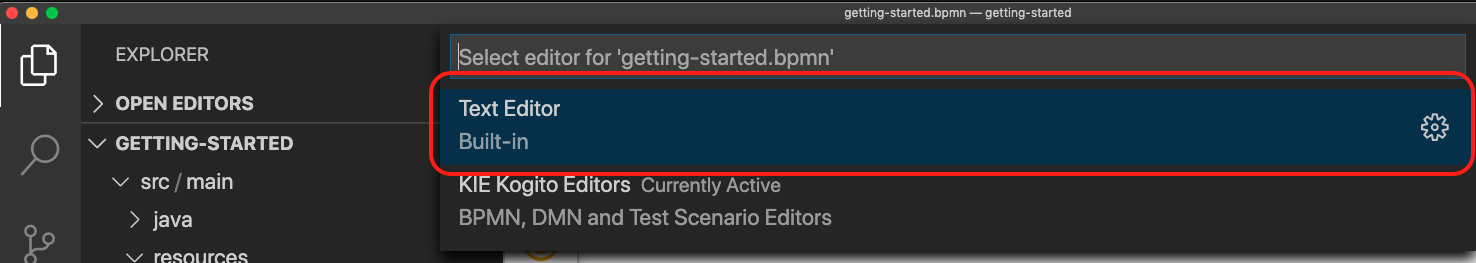 getting-started.bpmn — getting-started
EXPLORER
OPEN EDITORS
GETTING-STARTED
src / main
java
resources
Select editor for 'getting-started.bpmn'
Text Editor
Built-in
KIE Kogito Editors Currently Active
BPMN, DMN and Test Scenario Editors